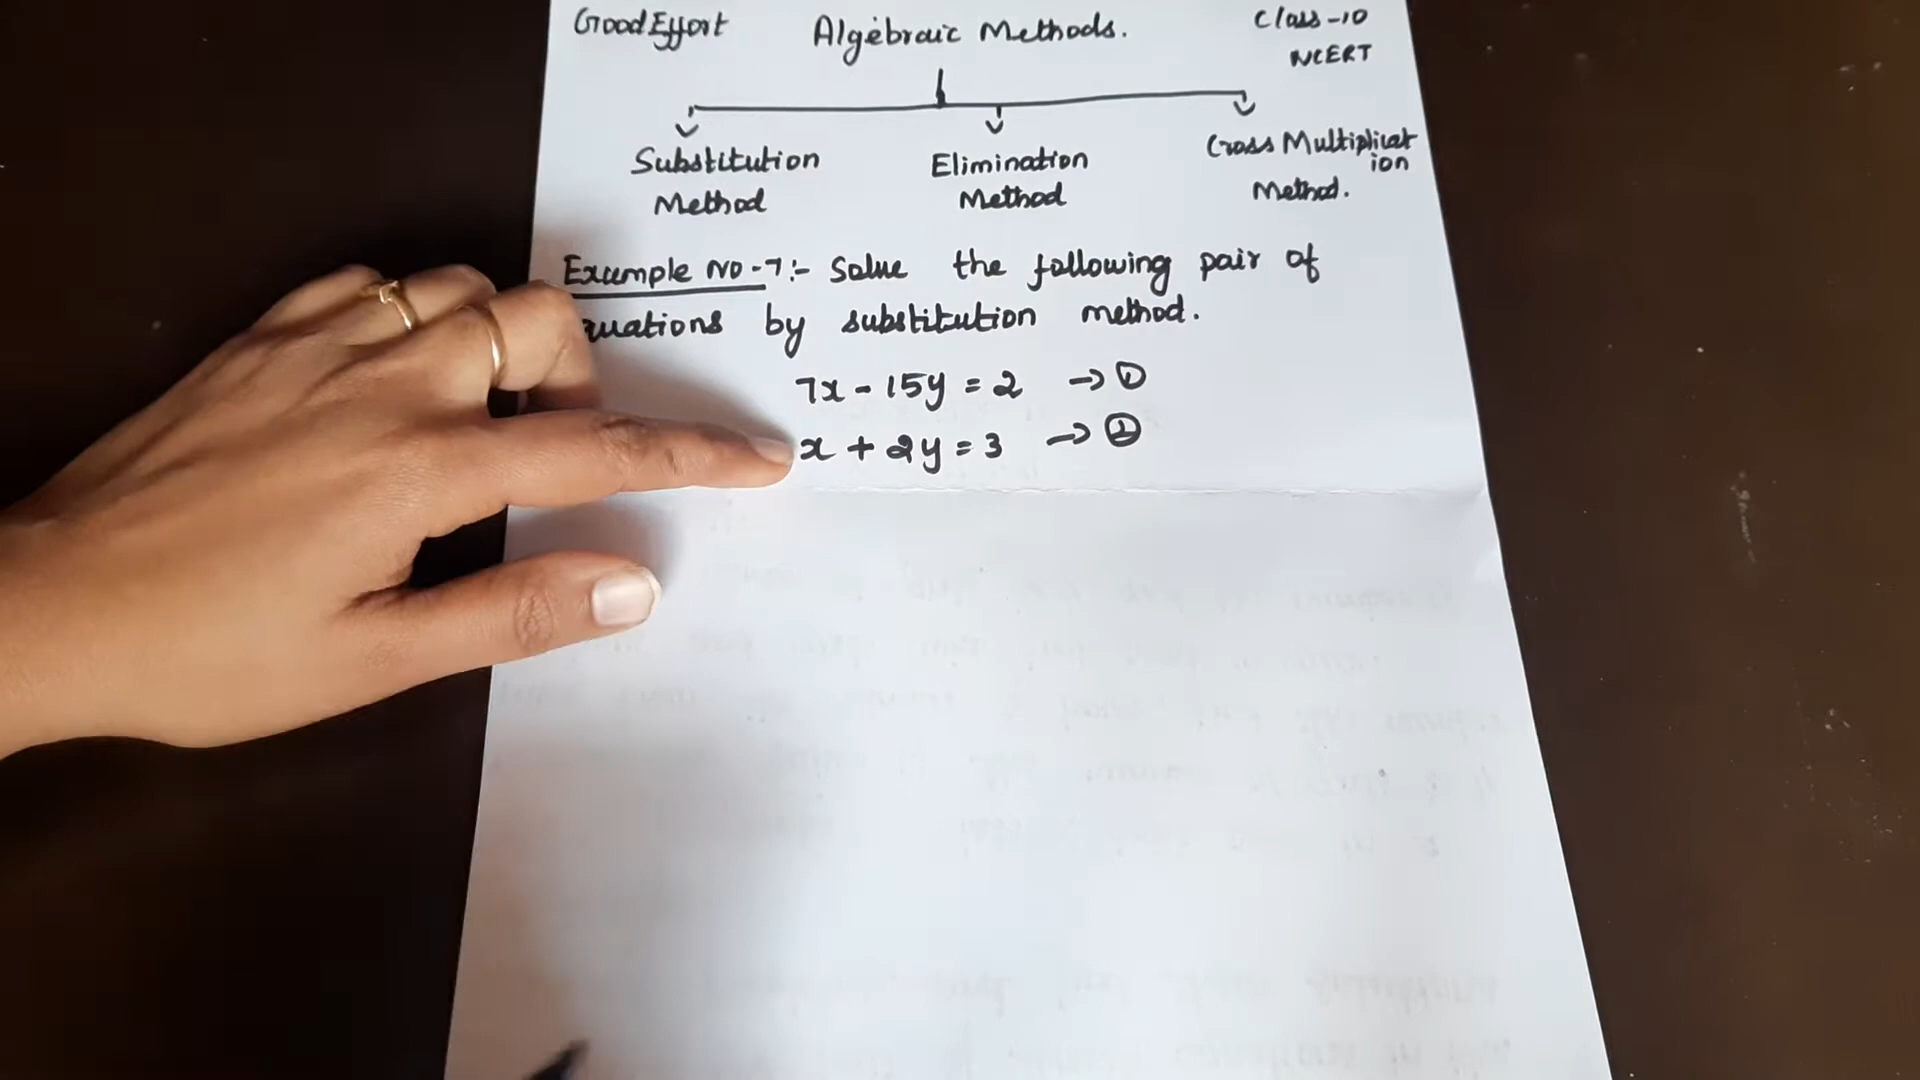 Good Effort
Algebraic Methods.
Class-10
NCERT
Substitution
Method
Elimination
Method
Cross Multiplicat
ion
Method.
Example No-7:- Solve the following pair of
quations by substitution method.
7x - 15y = 2 → ①
x + 2y = 3 → ②